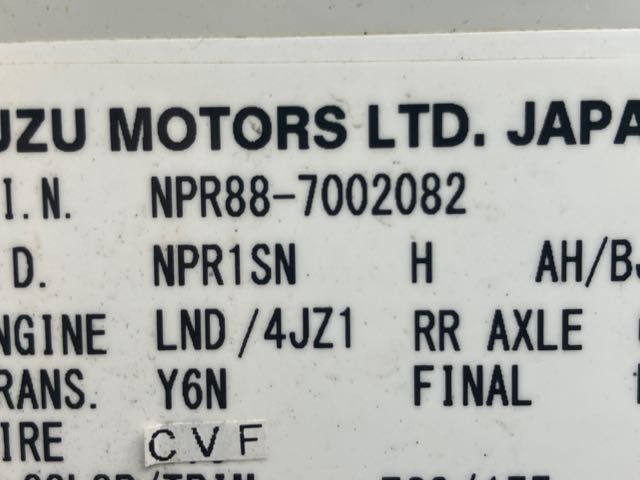 UZU MOTORS LTD. JAPA
I.N. NPR88-7002082
D. NPR1SN H AH/BJ
NGINE LND/4JZ1 RR AXLE
RANS. Y6N FINAL
IRE CVF